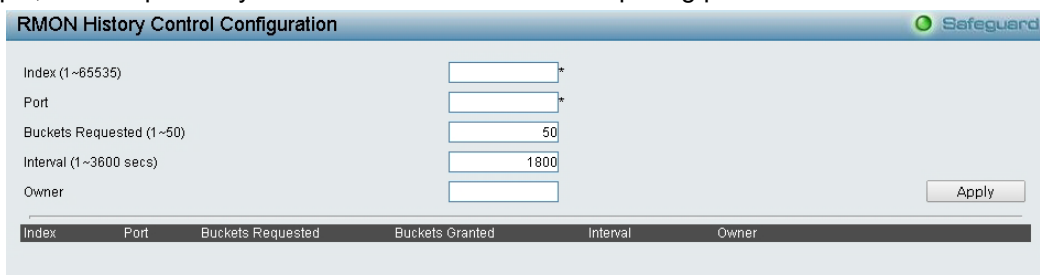 RMON History Control Configuration
Safeguard
Index (1~65535) *
Port *
Buckets Requested (1~50) 50
Interval (1~3600 secs) 1800
Owner
Apply
Index Port Buckets Requested Buckets Granted Interval Owner